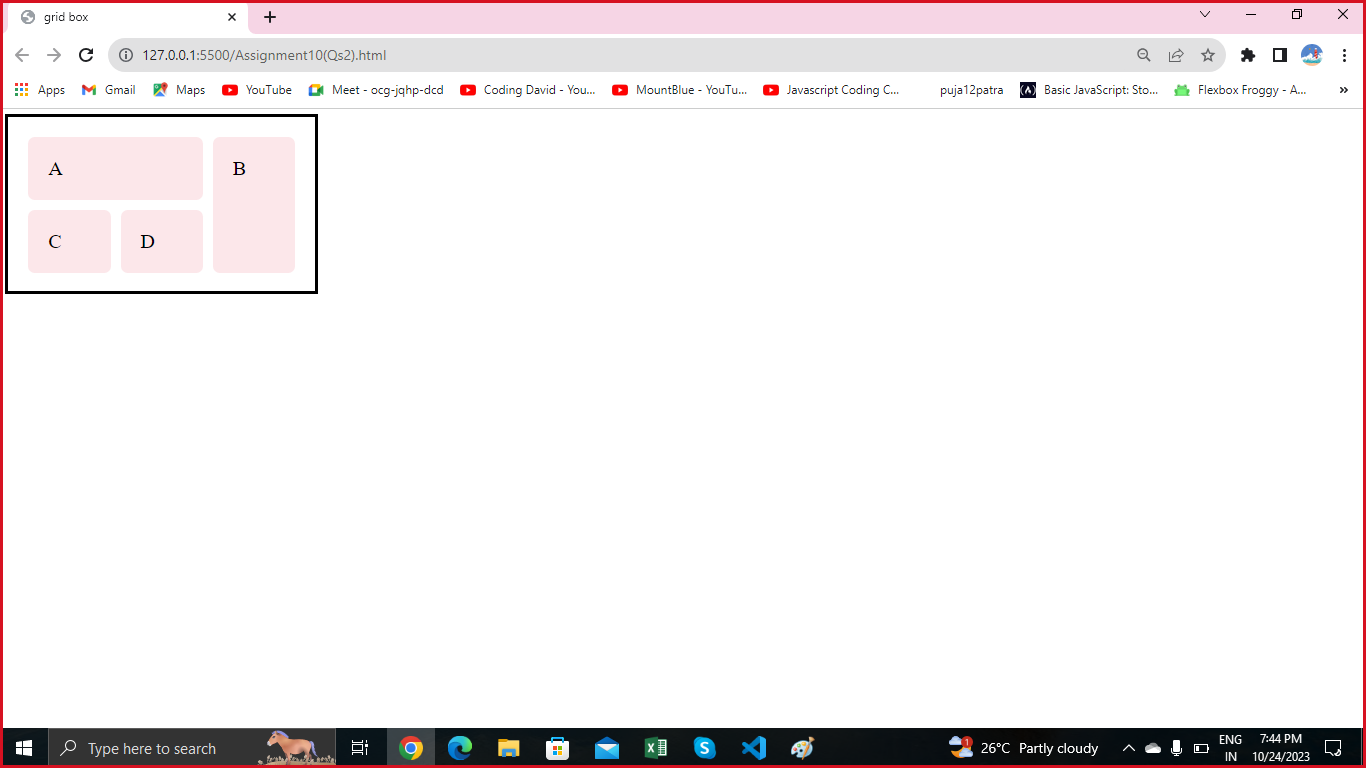 grid box
127.0.0.1:5500/Assignment10(Qs2).html
Apps Gmail Maps YouTube Meet - ocg-jqhp-dcd Coding David - You... MountBlue - YouTu... Javascript Coding C... puja12patra (A) Basic JavaScript: Sto... Flexbox Froggy - A... »
A B
C D
Type here to search 1 26°C Partly cloudy ENG 7:44 PM
IN 10/24/2023